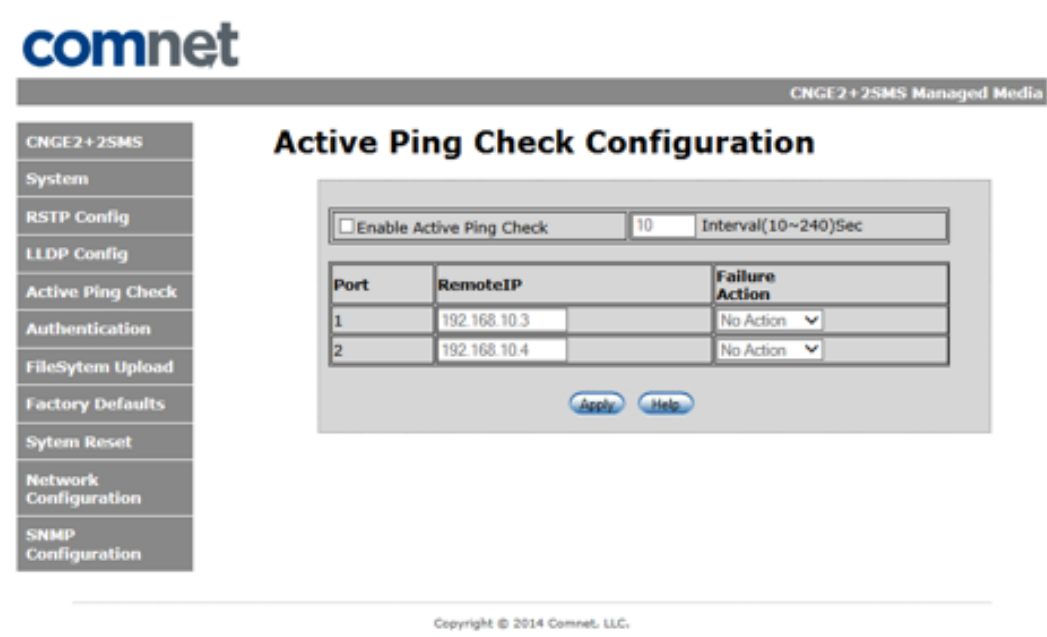 comnet
CNGE2+2SMS Managed Media
CNGE2+2SMS
System
RSTP Config
LLDP Config
Active Ping Check
Authentication
FileSytem Upload
Factory Defaults
Sytem Reset
Network
Configuration
SNMP
Configuration
Active Ping Check Configuration
Enable Active Ping Check 10 Interval(10~240)Sec
Port RemoteIP Failure
Action
1 192.168.10.3 No Action
2 192.168.10.4 No Action
Apply Help
Copyright © 2014 Comnet, LLC.